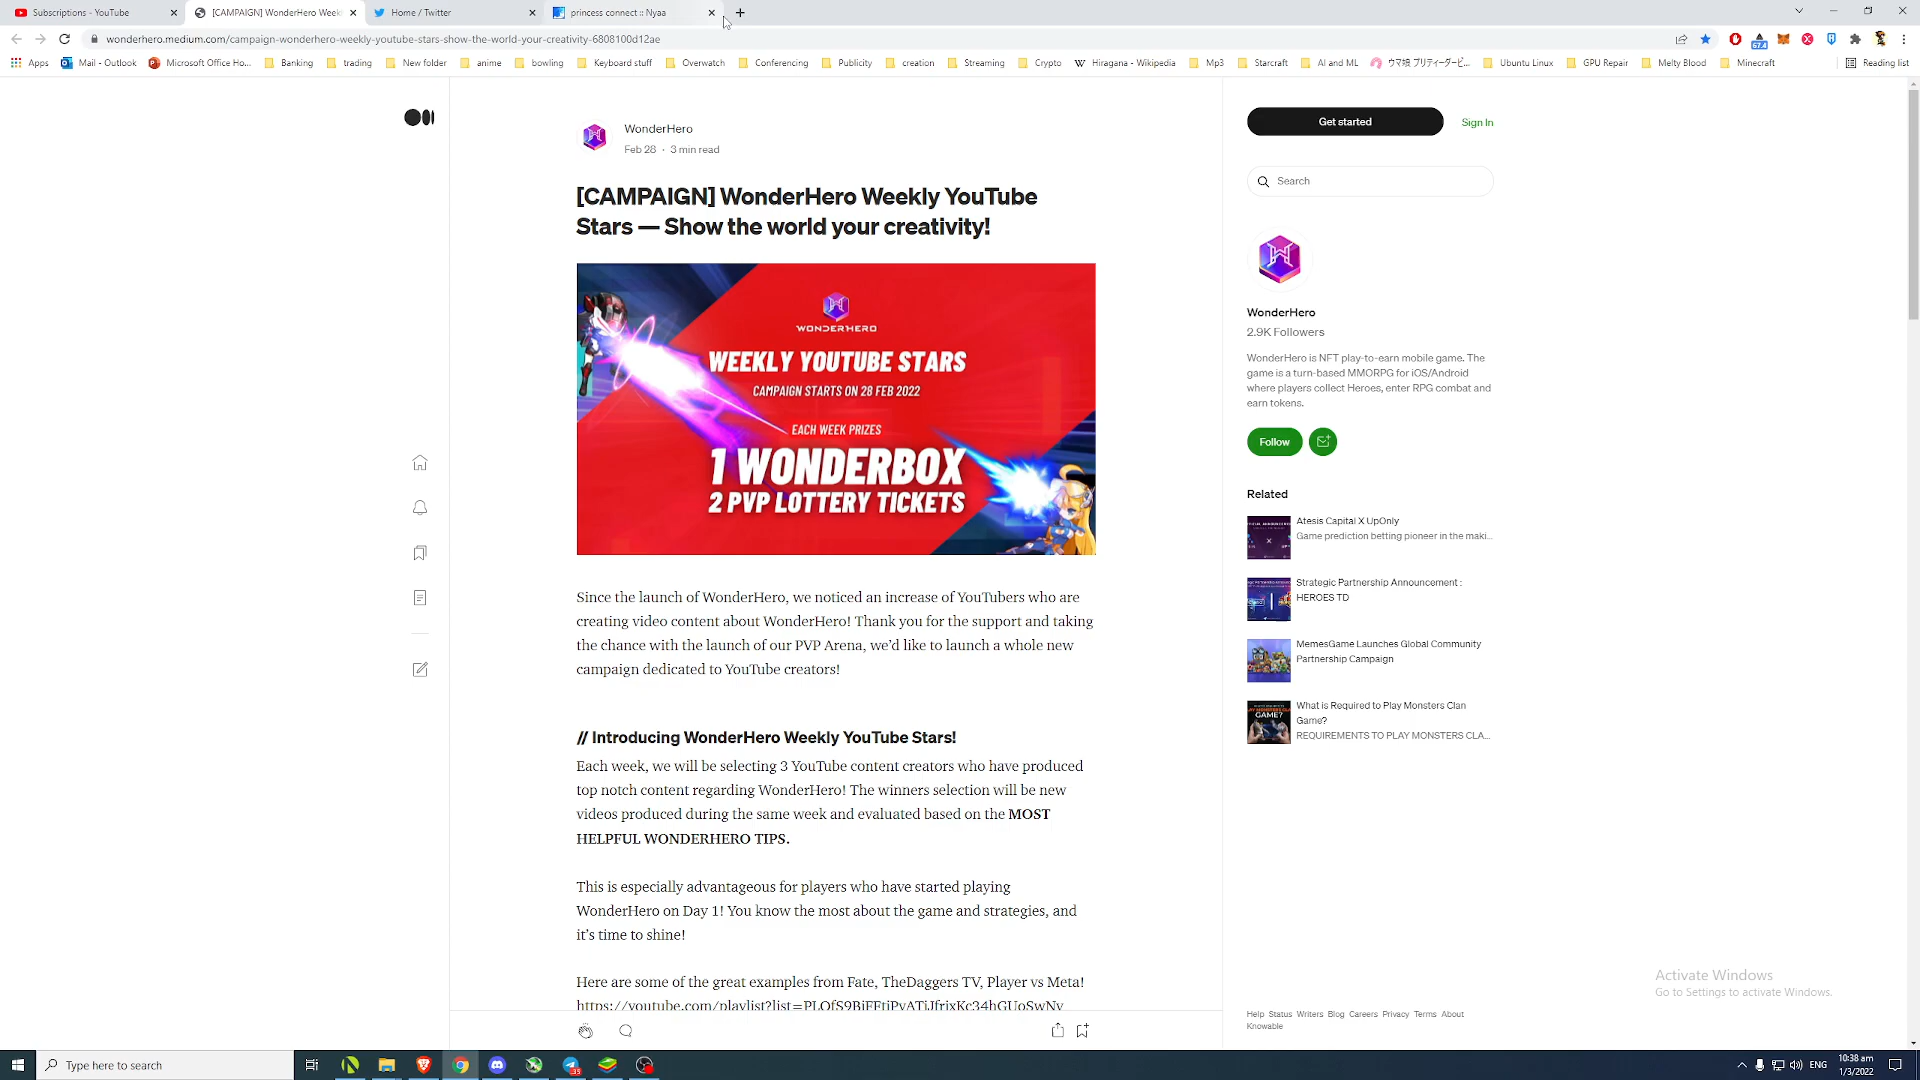 Subscriptions - YouTube
[CAMPAIGN] WonderHero Week
Home / Twitter
princess connect :: Nyaa
wonderhero.medium.com/campaign-wonderhero-weekly-youtube-stars-show-the-world-your-creativity-6808100d12ae
67.4
Apps
Mail - Outlook
Microsoft Office Ho...
Banking
trading
New folder
anime
bowling
Keyboard stuff
Overwatch
Conferencing
Publicity
creation
Streaming
Crypto
Hiragana - Wikipedia
Mp3
Starcraft
AI and ML
ウマ娘 プリティーダービ...
Ubuntu Linux
GPU Repair
Melty Blood
Minecraft
Reading list
WonderHero
Feb 28 · 3 min read
[CAMPAIGN] WonderHero Weekly YouTube
Stars — Show the world your creativity!
WONDERHERO
WEEKLY YOUTUBE STARS
CAMPAIGN STARTS ON 28 FEB 2022
EACH WEEK PRIZES
1 WONDERBOX
2 PVP LOTTERY TICKETS
Since the launch of WonderHero, we noticed an increase of YouTubers who are
creating video content about WonderHero! Thank you for the support and taking
the chance with the launch of our PVP Arena, we’d like to launch a whole new
campaign dedicated to YouTube creators!
// Introducing WonderHero Weekly YouTube Stars!
Each week, we will be selecting 3 YouTube content creators who have produced
top notch content regarding WonderHero! The winners selection will be new
videos produced during the same week and evaluated based on the MOST
HELPFUL WONDERHERO TIPS.
This is especially advantageous for players who have started playing
WonderHero on Day 1! You know the most about the game and strategies, and
it’s time to shine!
Here are some of the great examples from Fate, TheDaggers TV, Player vs Meta!
Get started
Sign In
Search
WonderHero
2.9K Followers
WonderHero is NFT play-to-earn mobile game. The
game is a turn-based MMORPG for iOS/Android
where players collect Heroes, enter RPG combat and
earn tokens.
Follow
Related
Atesis Capital X UpOnly
Game prediction betting pioneer in the maki...
Strategic Partnership Announcement :
HEROES TD
MemesGame Launches Global Community
Partnership Campaign
What is Required to Play Monsters Clan
Game?
REQUIREMENTS TO PLAY MONSTERS CLA...
Activate Windows
Go to Settings to activate Windows.
Help Status Writers Blog Careers Privacy Terms About
Knowable
Type here to search
ENG
10:38 am
1/3/2022